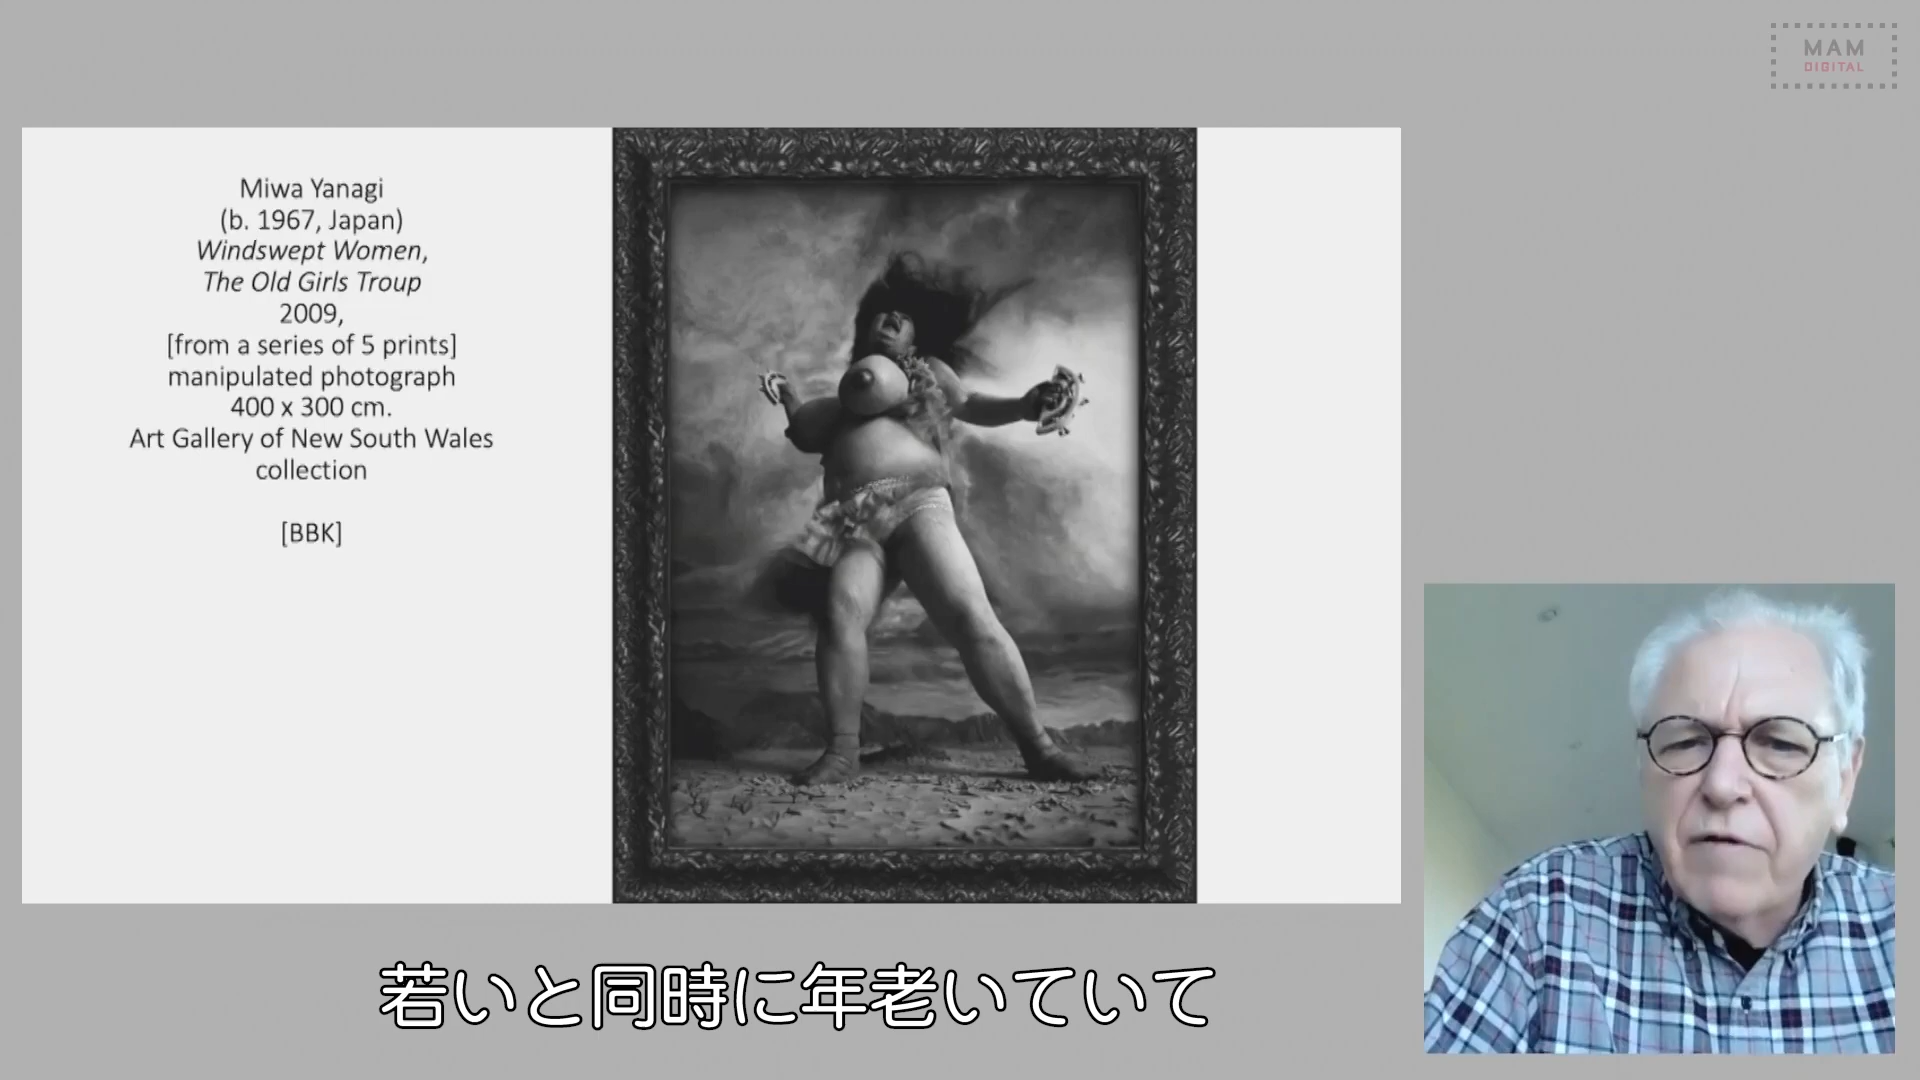 MAM
DIGITAL
Miwa Yanagi
(b. 1967, Japan)
Windswept Women,
The Old Girls Troup
2009,
[from a series of 5 prints]
manipulated photograph
400 x 300 cm.
Art Gallery of New South Wales
collection
[BBK]
若いと同時に年老いていて